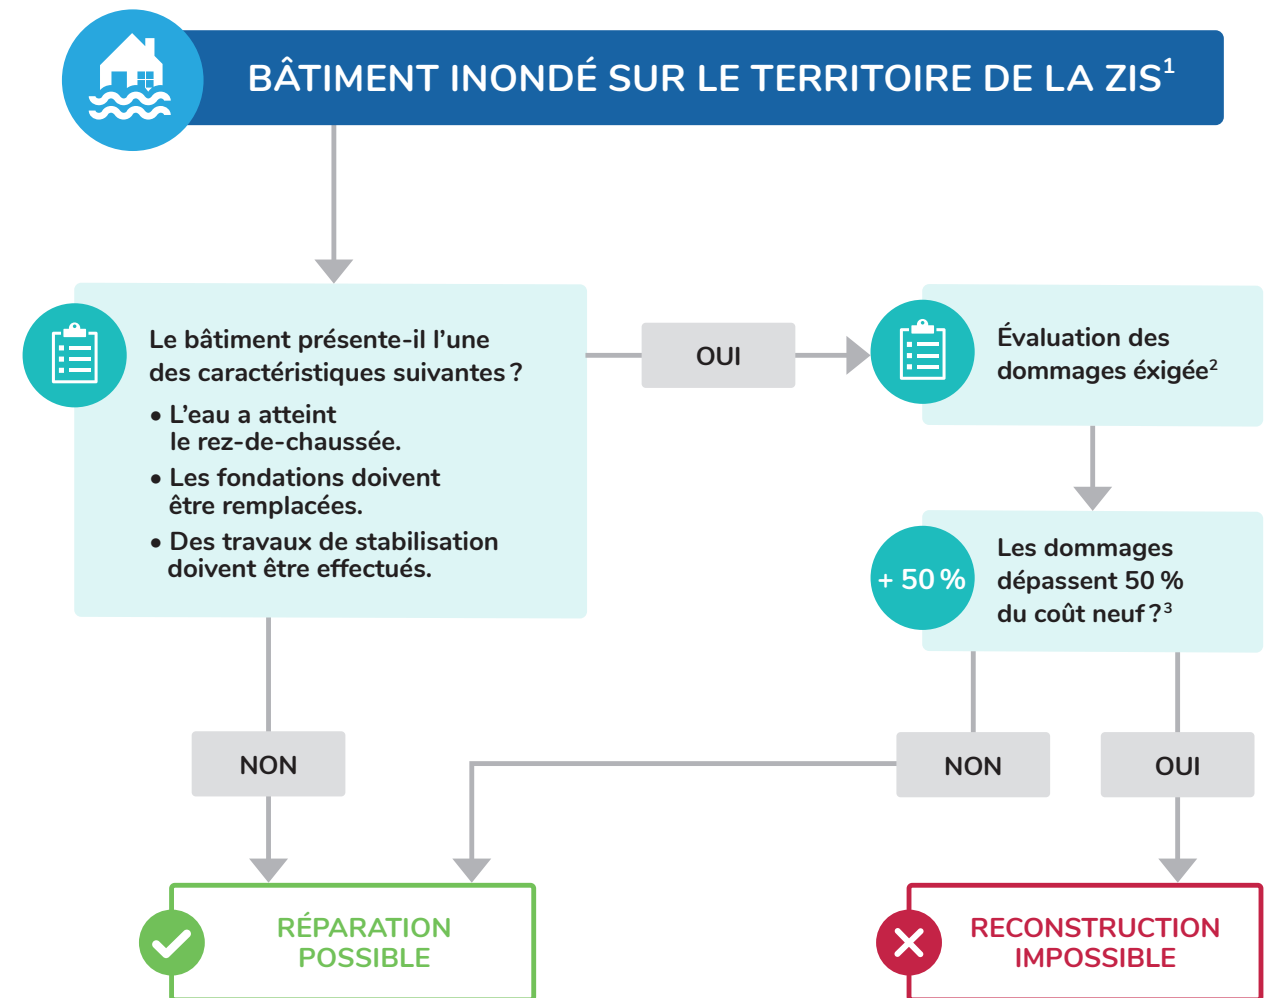 BÂTIMENT INONDÉ SUR LE TERRITOIRE DE LA ZIS¹
Le bâtiment présente-il l’une
des caractéristiques suivantes ?
• L’eau a atteint
le rez-de-chaussée.
• Les fondations doivent
être remplacées.
• Des travaux de stabilisation
doivent être effectués.
OUI
Évaluation des
dommages éxigée²
+ 50 %
Les dommages
dépassent 50 %
du coût neuf ?³
NON
NON
OUI
RÉPARATION
POSSIBLE
RECONSTRUCTION
IMPOSSIBLE